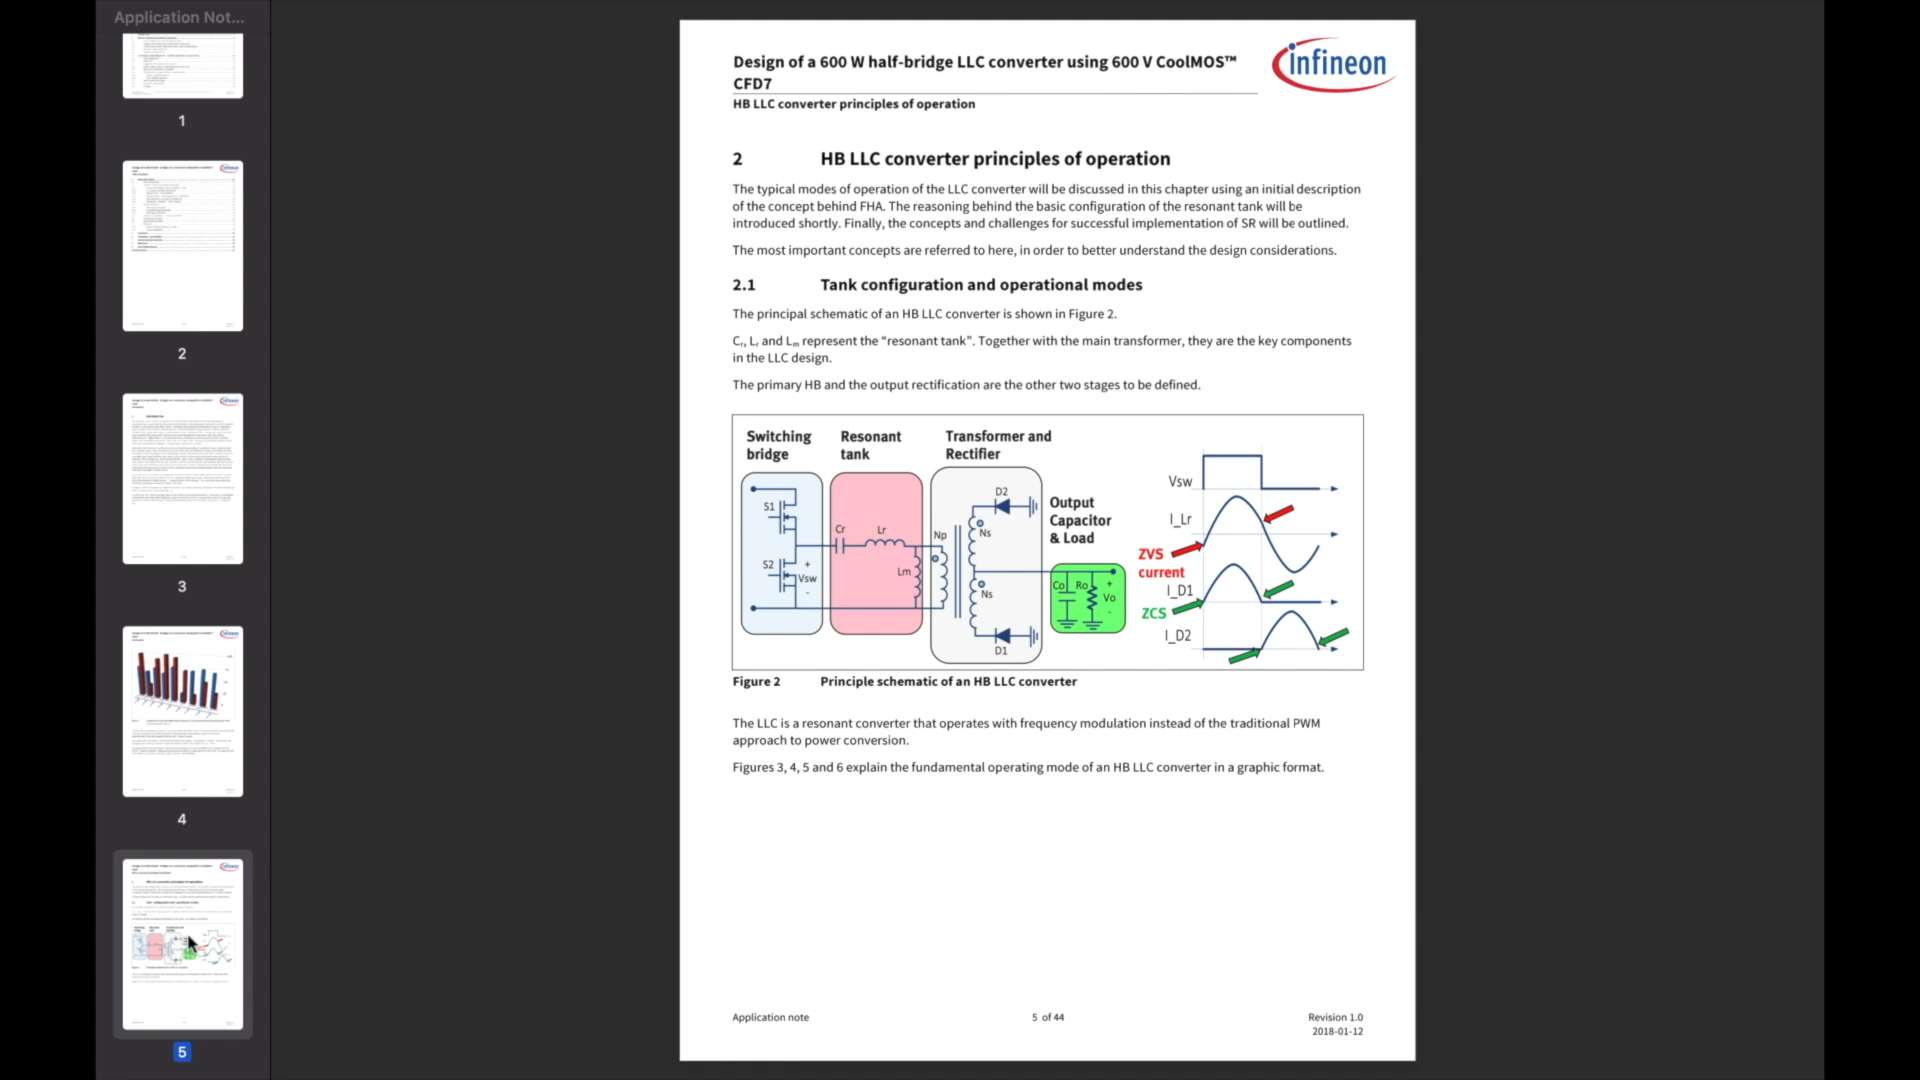 Application Not...
1
2
3
4
5
Design of a 600 W half-bridge LLC converter using 600 V CoolMOS™
CFD7
HB LLC converter principles of operation
infineon
2 HB LLC converter principles of operation
The typical modes of operation of the LLC converter will be discussed in this chapter using an initial description
of the concept behind FHA. The reasoning behind the basic configuration of the resonant tank will be
introduced shortly. Finally, the concepts and challenges for successful implementation of SR will be outlined.
The most important concepts are referred to here, in order to better understand the design considerations.
2.1 Tank configuration and operational modes
The principal schematic of an HB LLC converter is shown in Figure 2.
Cr, Lr and Lm represent the “resonant tank”. Together with the main transformer, they are the key components
in the LLC design.
The primary HB and the output rectification are the other two stages to be defined.
Switching
bridge
Resonant
tank
Transformer and
Rectifier
Output
Capacitor
& Load
S1
S2
+
Vsw
-
Cr
Lr
Lm
Np
D2
Ns
Ns
D1
Co
Ro
+
Vo
-
Vsw
I_Lr
ZVS
current
I_D1
ZCS
I_D2
Figure 2 Principle schematic of an HB LLC converter
The LLC is a resonant converter that operates with frequency modulation instead of the traditional PWM
approach to power conversion.
Figures 3, 4, 5 and 6 explain the fundamental operating mode of an HB LLC converter in a graphic format.
Application note 5 of 44 Revision 1.0
2018-01-12